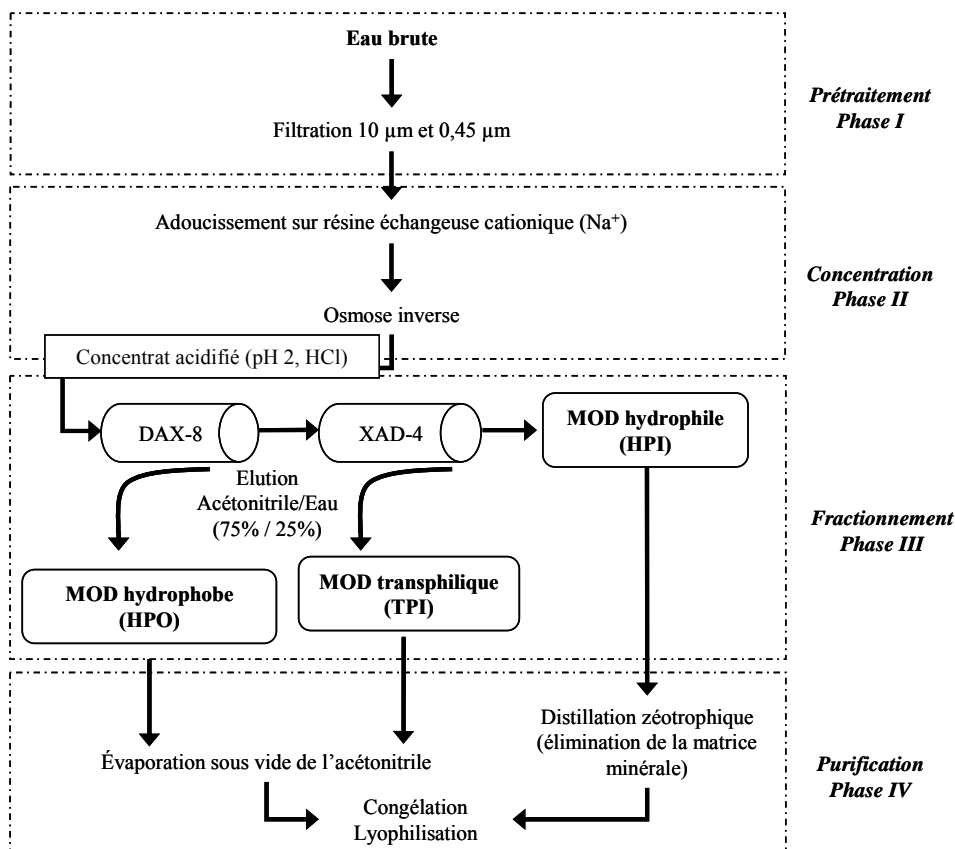 Eau brute
Filtration 10 µm et 0,45 µm
Prétraitement
Phase I
Adoucissement sur résine échangeuse cationique (Na⁺)
Osmose inverse
Concentration
Phase II
Concentrat acidifié (pH 2, HCl)
DAX-8
XAD-4
MOD hydrophile
(HPI)
Elution
Acétonitrile/Eau
(75% / 25%)
Fractionnement
Phase III
MOD hydrophobe
(HPO)
MOD transphilique
(TPI)
Distillation zéotrophique
(élimination de la matrice
minérale)
Évaporation sous vide de l’acétonitrile
Purification
Phase IV
Congélation
Lyophilisation